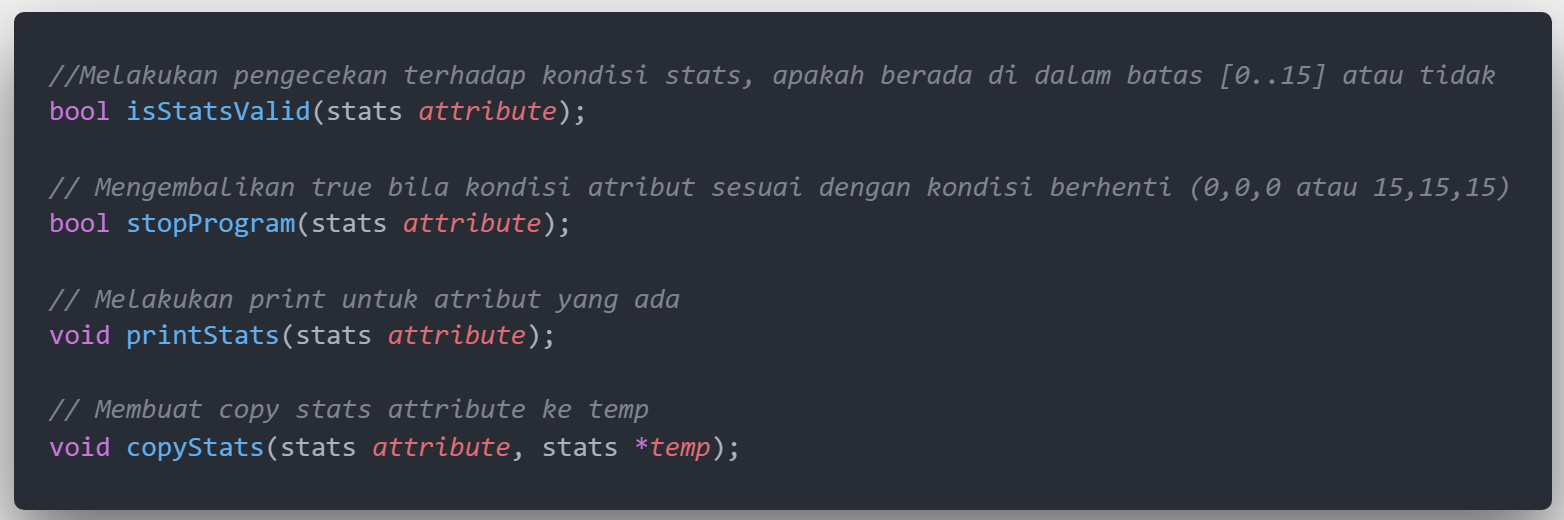 //Melakukan pengecekan terhadap kondisi stats, apakah berada di dalam batas [0..15] atau tidak
bool isStatsValid(stats attribute);
// Mengembalikan true bila kondisi atribut sesuai dengan kondisi berhenti (0,0,0 atau 15,15,15)
bool stopProgram(stats attribute);
// Melakukan print untuk atribut yang ada
void printStats(stats attribute);
// Membuat copy stats attribute ke temp
void copyStats(stats attribute, stats *temp);